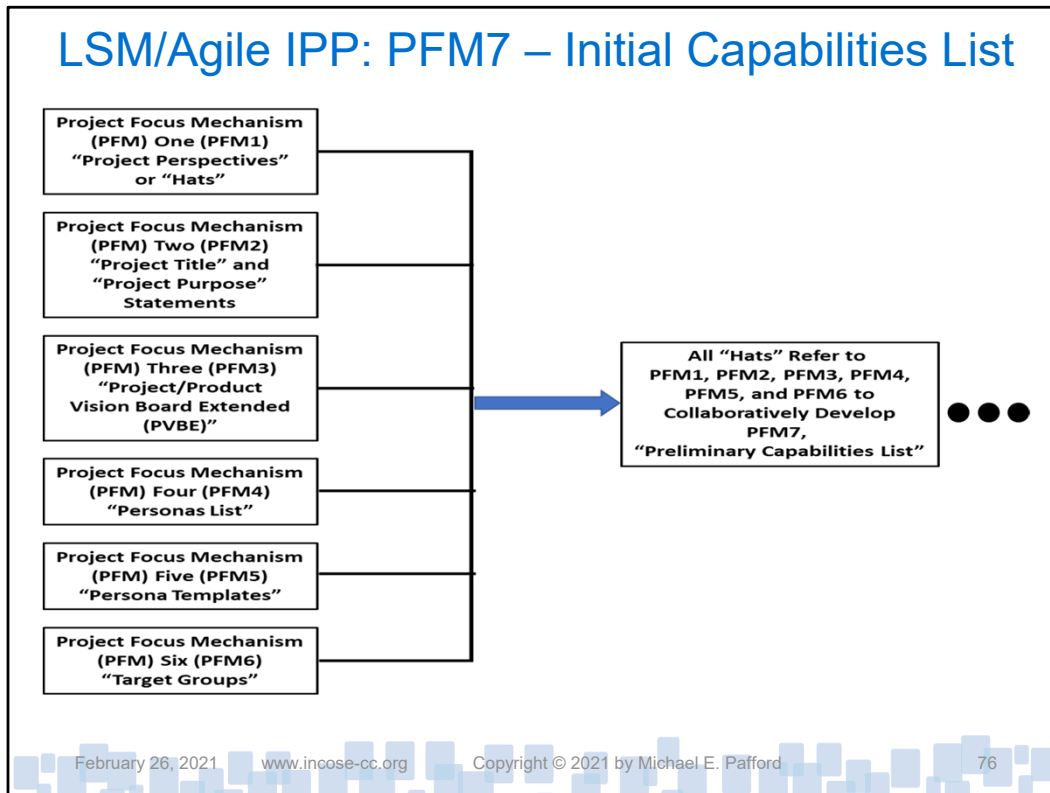 LSM/Agile IPP: PFM7 – Initial Capabilities List
Project Focus Mechanism
(PFM) One (PFM1)
“Project Perspectives”
or “Hats”
Project Focus Mechanism
(PFM) Two (PFM2)
“Project Title” and
“Project Purpose”
Statements
Project Focus Mechanism
(PFM) Three (PFM3)
“Project/Product
Vision Board Extended
(PVBE)”
Project Focus Mechanism
(PFM) Four (PFM4)
“Personas List”
Project Focus Mechanism
(PFM) Five (PFM5)
“Persona Templates”
Project Focus Mechanism
(PFM) Six (PFM6)
“Target Groups”
All “Hats” Refer to
PFM1, PFM2, PFM3, PFM4,
PFM5, and PFM6 to
Collaboratively Develop
PFM7,
“Preliminary Capabilities List”
February 26, 2021 www.incose-cc.org Copyright © 2021 by Michael E. Pafford 76